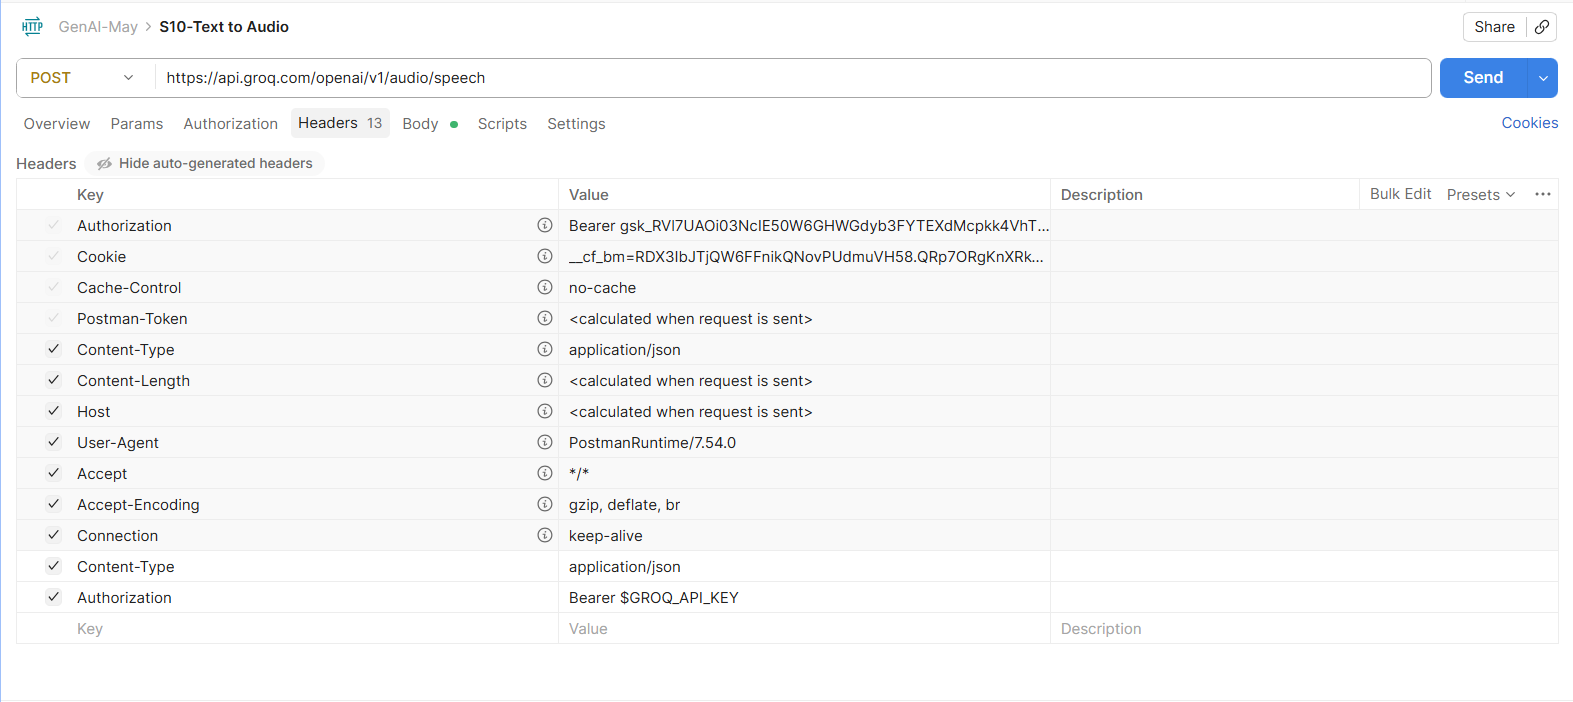 HTTP GenAI-May > S10-Text to Audio Share
POST https://api.groq.com/openai/v1/audio/speech Send
Overview Params Authorization Headers 13 Body Scripts Settings Cookies
Headers Hide auto-generated headers
Key Value Description Bulk Edit Presets ...
Authorization Bearer
Cookie
Cache-Control no-cache
Postman-Token <calculated when request is sent>
Content-Type application/json
Content-Length <calculated when request is sent>
Host <calculated when request is sent>
User-Agent PostmanRuntime/7.54.0
Accept */*
Accept-Encoding gzip, deflate, br
Connection keep-alive
Content-Type application/json
Authorization Bearer $GROQ_API_KEY
Key Value Description